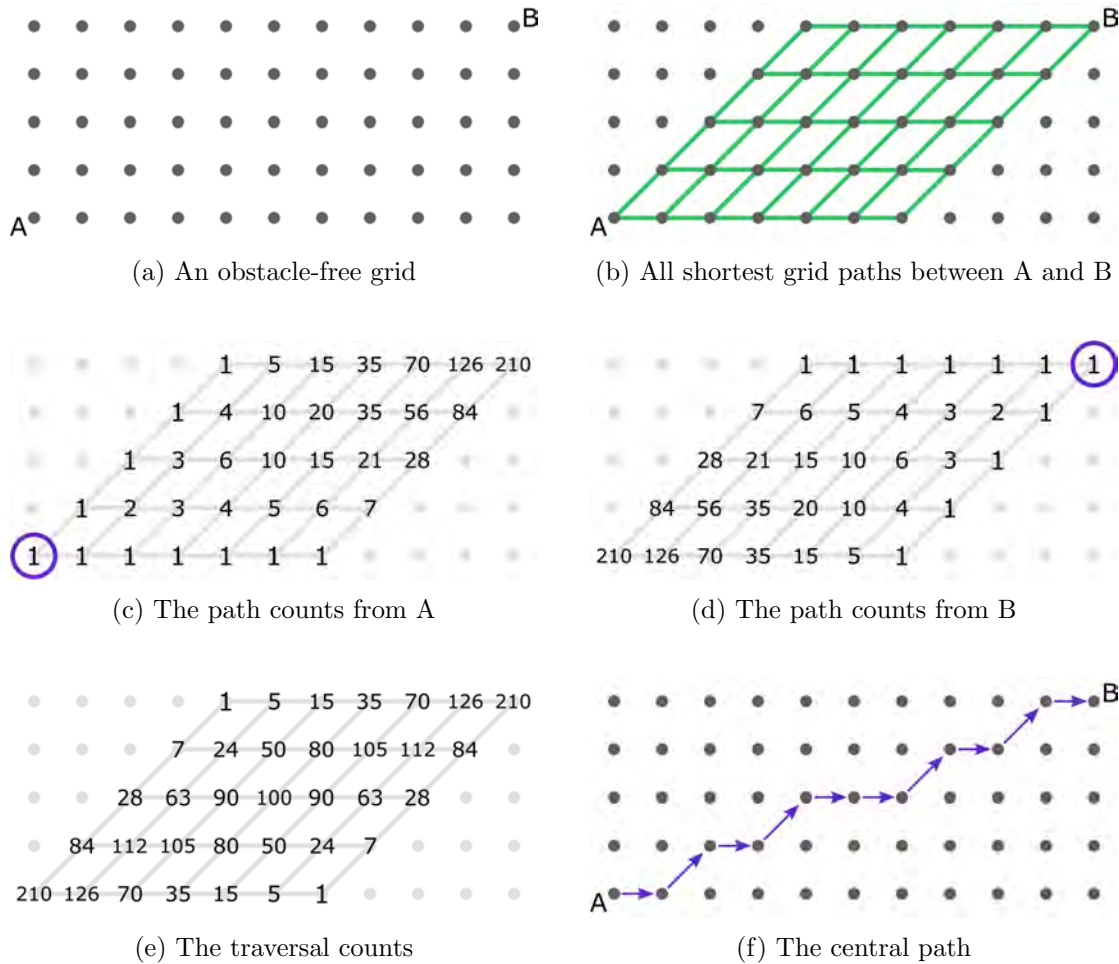 B B
A A
(a) An obstacle-free grid (b) All shortest grid paths between A and B
1 5 15 35 70 126 210 1 1 1 1 1 1 1
1 4 10 20 35 56 84 7 6 5 4 3 2 1
1 3 6 10 15 21 28 28 21 15 10 6 3 1
1 2 3 4 5 6 7 84 56 35 20 10 4 1
1 1 1 1 1 1 1 210 126 70 35 15 5 1
(c) The path counts from A (d) The path counts from B
1 5 15 35 70 126 210 B
7 24 50 80 105 112 84
28 63 90 100 90 63 28
84 112 105 80 50 24 7
210 126 70 35 15 5 1 A
(e) The traversal counts (f) The central path